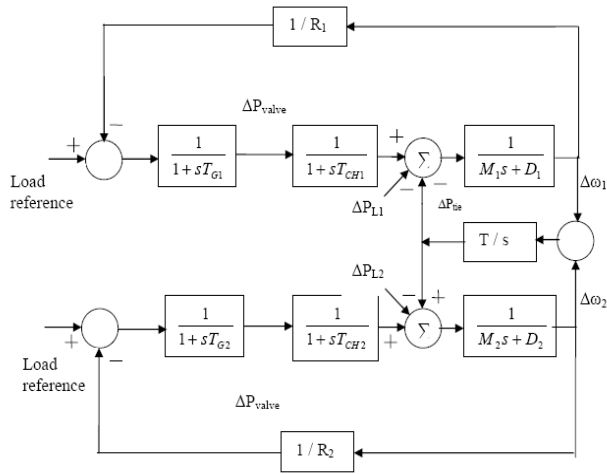 1 / R₁
ΔP_valve
−
+
1
1+sT_G1
1
1+sT_CH1
+
Σ
1
M₁s+D₁
Load
reference
−
−
ΔP_L1
ΔP_tie
Δω₁
T / s
ΔP_L2
−
+
Δω₂
1
1+sT_G2
1
1+sT_CH2
Σ
1
M₂s+D₂
+
−
+
Load
reference
ΔP_valve
1 / R₂